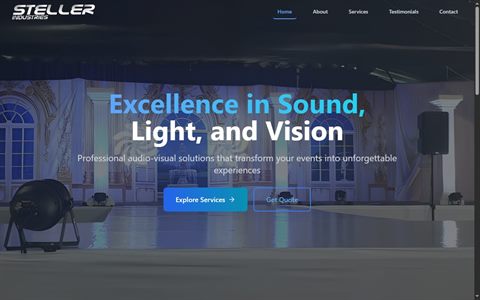 STELLER
INDUSTRIES
Home About Services Testimonials Contact
Excellence in Sound,
Light, and Vision
Professional audio-visual solutions that transform your events into unforgettable
experiences
Explore Services →
Get Quote